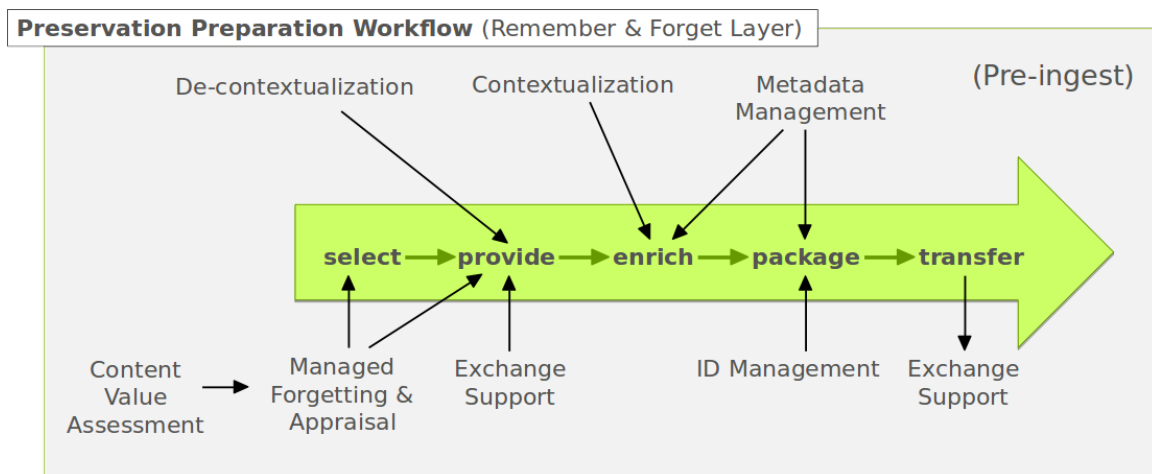 Preservation Preparation Workflow (Remember & Forget Layer)
(Pre-ingest)
De-contextualization
Contextualization
Metadata
Management
select
provide
enrich
package
transfer
Content
Value
Assessment
Managed
Forgetting &
Appraisal
Exchange
Support
ID Management
Exchange
Support